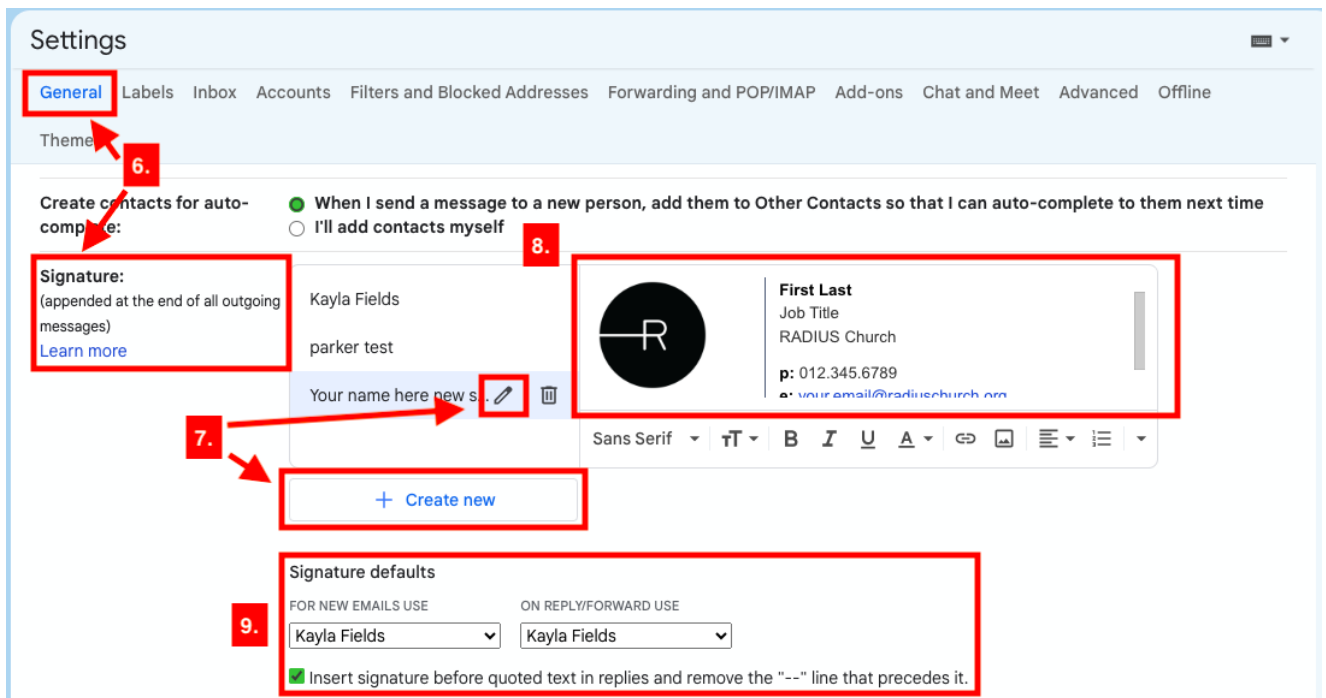 Settings
General Labels Inbox Accounts Filters and Blocked Addresses Forwarding and POP/IMAP Add-ons Chat and Meet Advanced Offline
Theme
6.
Create contacts for auto-
complete:
When I send a message to a new person, add them to Other Contacts so that I can auto-complete to them next time
I'll add contacts myself
8.
Signature:
(appended at the end of all outgoing
messages)
Learn more
Kayla Fields
parker test
Your name here new s...
7.
R
First Last
Job Title
RADIUS Church
p: 012.345.6789
e: your.email@radiuschurch.org
Sans Serif TT B I U A
+ Create new
Signature defaults
FOR NEW EMAILS USE ON REPLY/FORWARD USE
9.
Kayla Fields Kayla Fields
Insert signature before quoted text in replies and remove the "--" line that precedes it.